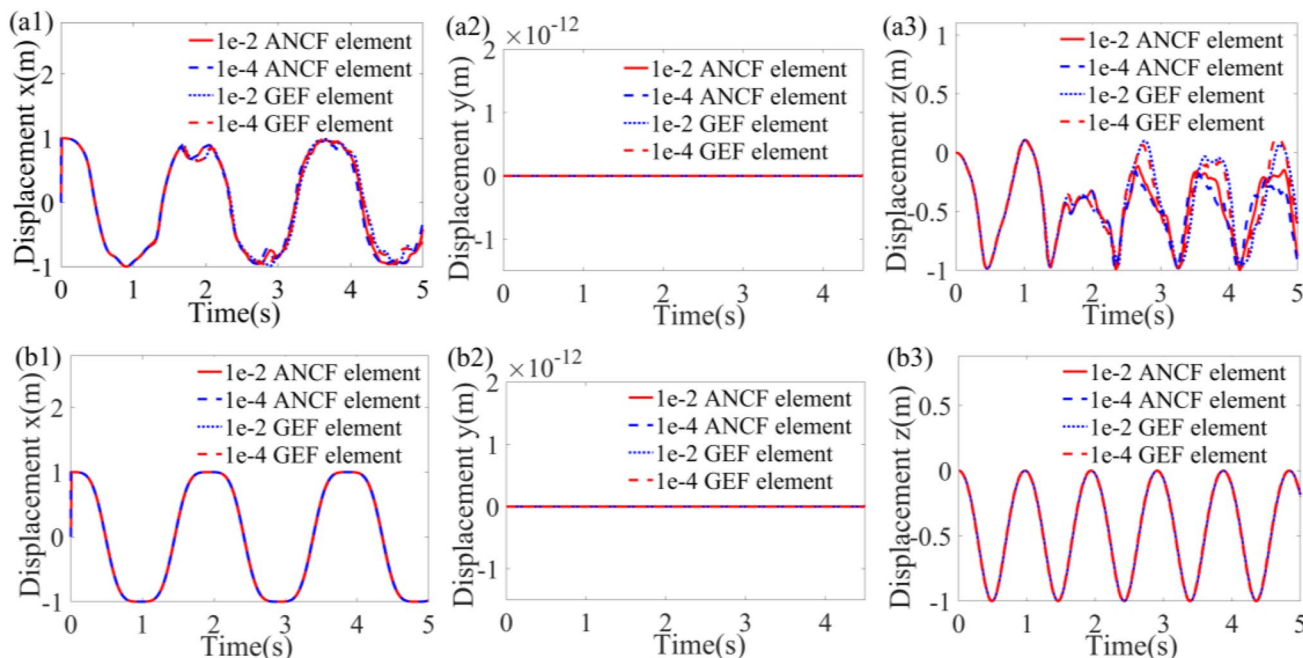 (a1)
Displacement x(m)
2
1
0
-1
1e-2 ANCF element
1e-4 ANCF element
1e-2 GEF element
1e-4 GEF element
0 1 2 3 4 5
Time(s)
(a2)
×10⁻¹²
Displacement y(m)
2
1
0
-1
1e-2 ANCF element
1e-4 ANCF element
1e-2 GEF element
1e-4 GEF element
0 1 2 3 4
Time(s)
(a3)
Displacement z(m)
1
0.5
0
-0.5
-1
1e-2 ANCF element
1e-4 ANCF element
1e-2 GEF element
1e-4 GEF element
0 1 2 3 4 5
Time(s)
(b1)
Displacement x(m)
2
1
0
-1
1e-2 ANCF element
1e-4 ANCF element
1e-2 GEF element
1e-4 GEF element
0 1 2 3 4 5
Time(s)
(b2)
×10⁻¹²
Displacement y(m)
2
1
0
-1
1e-2 ANCF element
1e-4 ANCF element
1e-2 GEF element
1e-4 GEF element
0 1 2 3 4
Time(s)
(b3)
Displacement z(m)
0.5
0
-0.5
-1
1e-2 ANCF element
1e-4 ANCF element
1e-2 GEF element
1e-4 GEF element
0 1 2 3 4 5
Time(s)